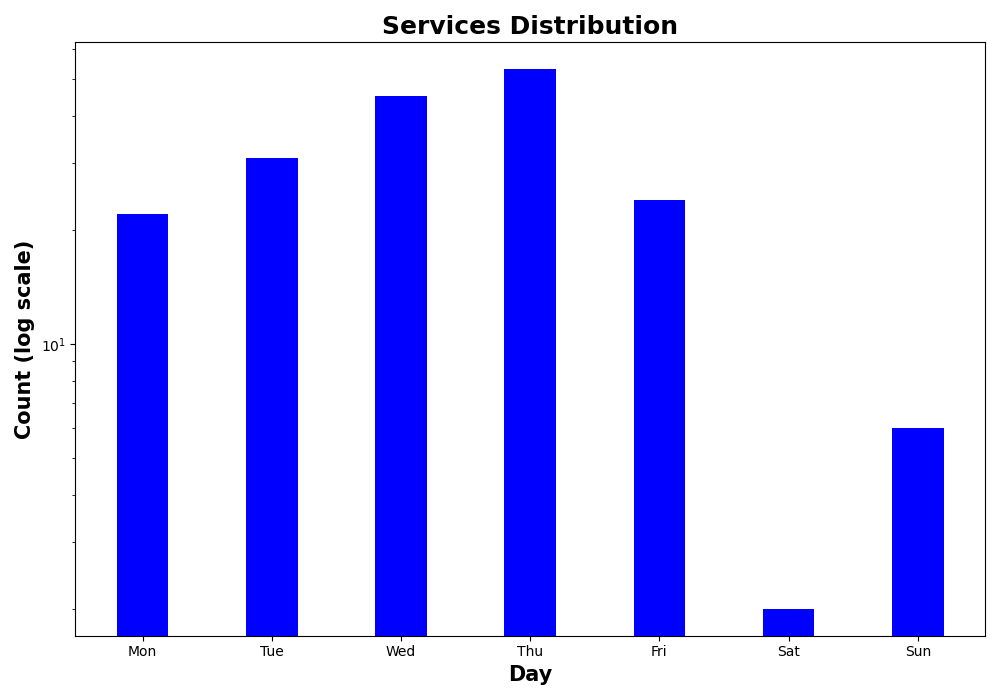 Services Distribution
Count (log scale)
10¹
Mon Tue Wed Thu Fri Sat Sun
Day